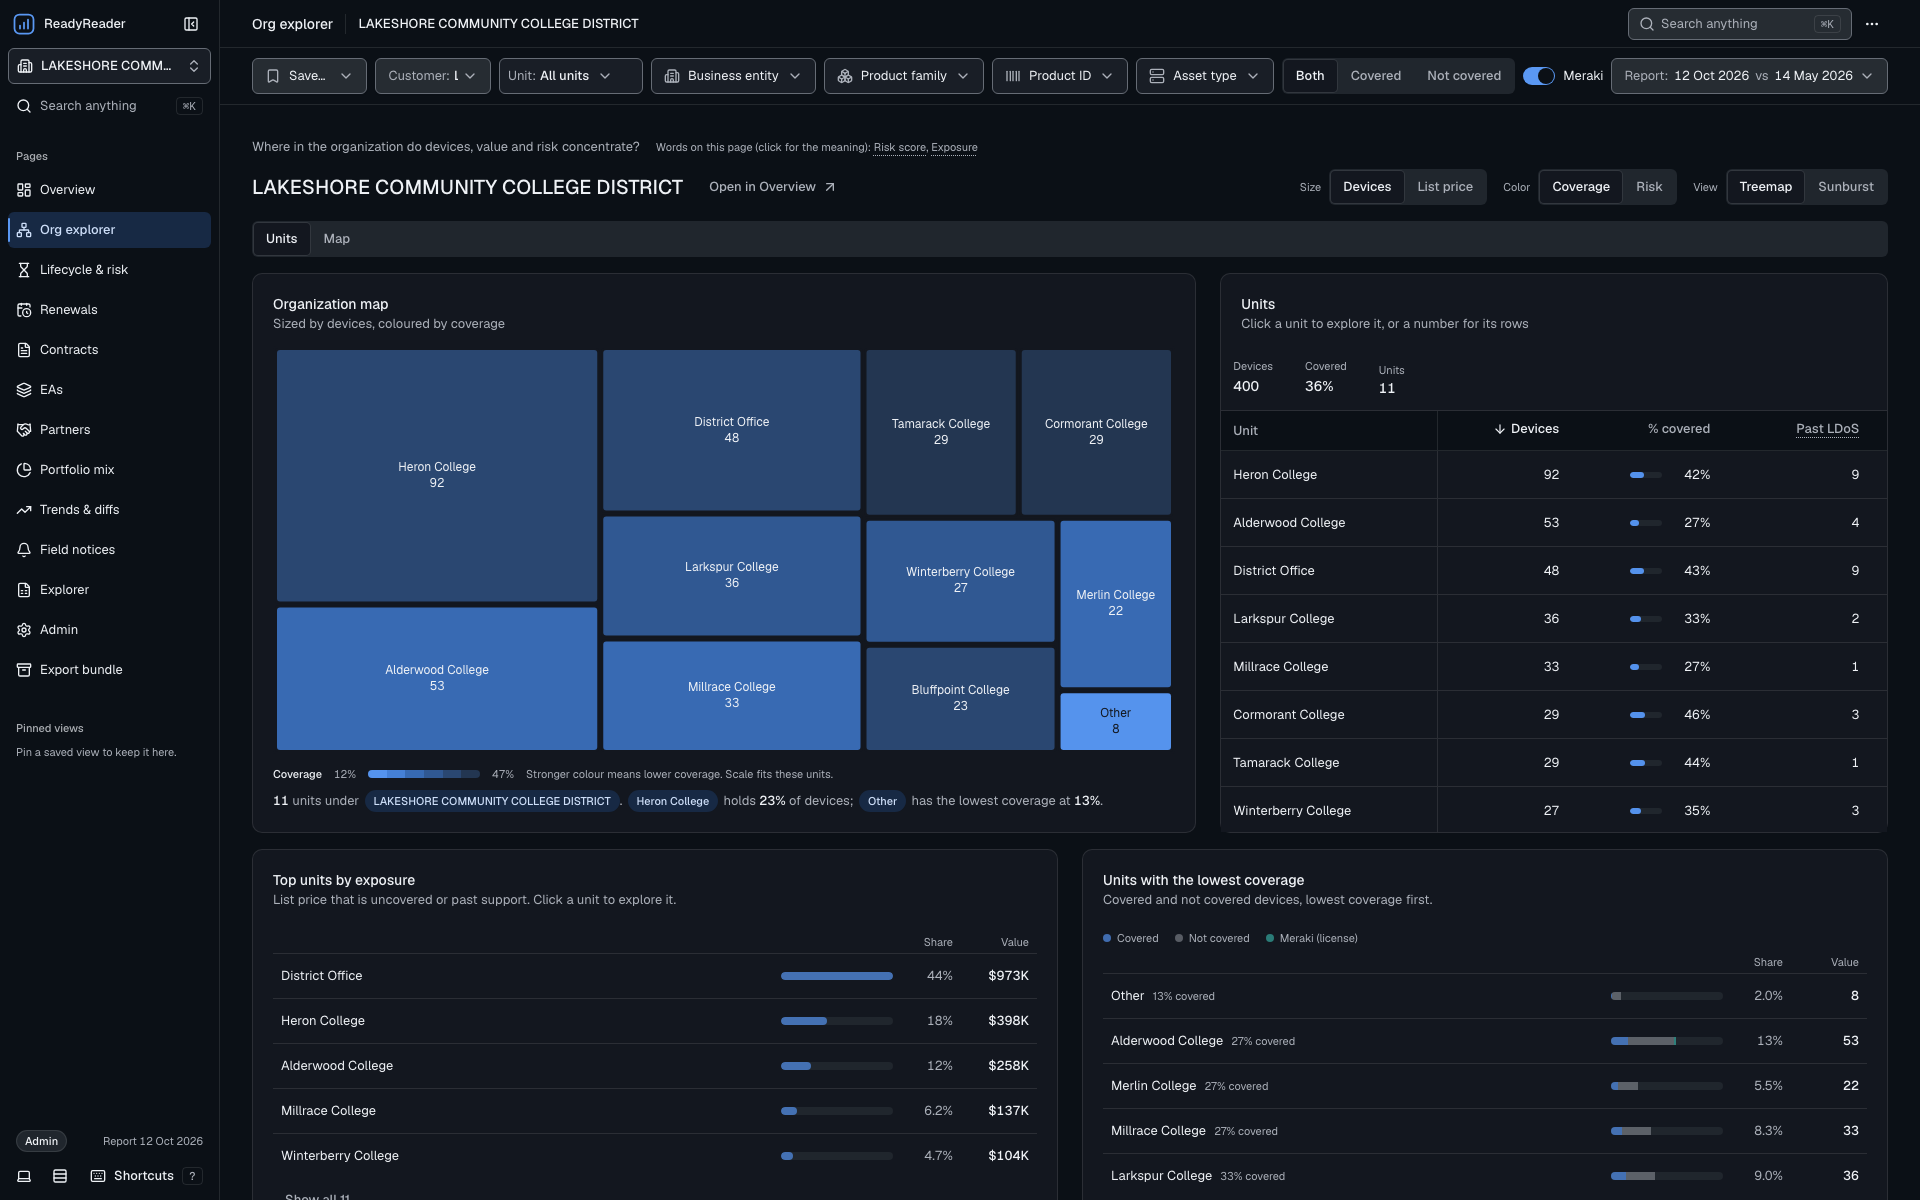 ReadyReader
LAKESHORE COMM...
Search anything ⌘K
Pages
Overview
Org explorer
Lifecycle & risk
Renewals
Contracts
EAs
Partners
Portfolio mix
Trends & diffs
Field notices
Explorer
Admin
Export bundle
Pinned views
Pin a saved view to keep it here.
Admin Report 12 Oct 2026
Shortcuts ?
Org explorer LAKESHORE COMMUNITY COLLEGE DISTRICT
Search anything ⌘K
Save... Customer: L Unit: All units Business entity Product family Product ID Asset type Both Covered Not covered Meraki Report: 12 Oct 2026 vs 14 May 2026
Where in the organization do devices, value and risk concentrate? Words on this page (click for the meaning): Risk score, Exposure
LAKESHORE COMMUNITY COLLEGE DISTRICT Open in Overview
Size Devices List price Color Coverage Risk View Treemap Sunburst
Units Map
Organization map
Sized by devices, coloured by coverage
Heron College
92
Alderwood College
53
District Office
48
Larkspur College
36
Millrace College
33
Tamarack College
29
Cormorant College
29
Winterberry College
27
Bluffpoint College
23
Merlin College
22
Other
8
Coverage 12% 47% Stronger colour means lower coverage. Scale fits these units.
11 units under LAKESHORE COMMUNITY COLLEGE DISTRICT. Heron College holds 23% of devices; Other has the lowest coverage at 13%.
Units
Click a unit to explore it, or a number for its rows
Devices Covered Units
400 36% 11
Unit Devices % covered Past LDoS
Heron College 92 42% 9
Alderwood College 53 27% 4
District Office 48 43% 9
Larkspur College 36 33% 2
Millrace College 33 27% 1
Cormorant College 29 46% 3
Tamarack College 29 44% 1
Winterberry College 27 35% 3
Top units by exposure
List price that is uncovered or past support. Click a unit to explore it.
Share Value
District Office 44% $973K
Heron College 18% $398K
Alderwood College 12% $258K
Millrace College 6.2% $137K
Winterberry College 4.7% $104K
Show all 11
Units with the lowest coverage
Covered and not covered devices, lowest coverage first.
Covered Not covered Meraki (license)
Share Value
Other 13% covered 2.0% 8
Alderwood College 27% covered 13% 53
Merlin College 27% covered 5.5% 22
Millrace College 27% covered 8.3% 33
Larkspur College 33% covered 9.0% 36